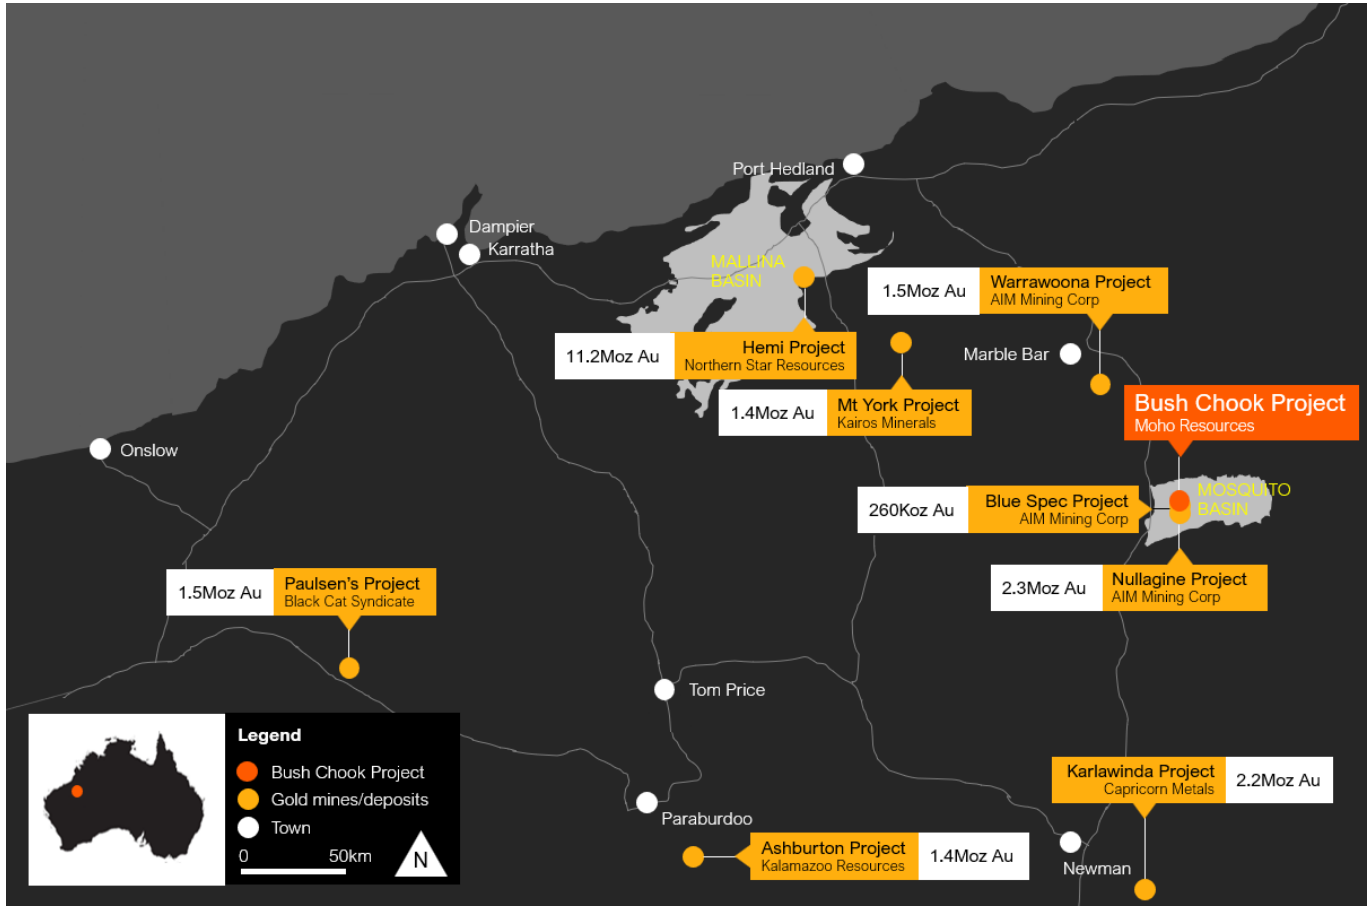 Port Hedland
Dampier
Karratha
MALLINA
BASIN
1.5Moz Au
Warrawoona Project
AIM Mining Corp
11.2Moz Au
Hemi Project
Northern Star Resources
Marble Bar
1.4Moz Au
Mt York Project
Kairos Minerals
Bush Chook Project
Moho Resources
Onslow
260Koz Au
Blue Spec Project
AIM Mining Corp
MOSQUITO
BASIN
1.5Moz Au
Paulsen's Project
Black Cat Syndicate
2.3Moz Au
Nullagine Project
AIM Mining Corp
Tom Price
Legend
Bush Chook Project
Gold mines/deposits
Town
0 50km
N
Paraburdoo
Karlawinda Project
Capricorn Metals
2.2Moz Au
Ashburton Project
Kalamazoo Resources
1.4Moz Au
Newman